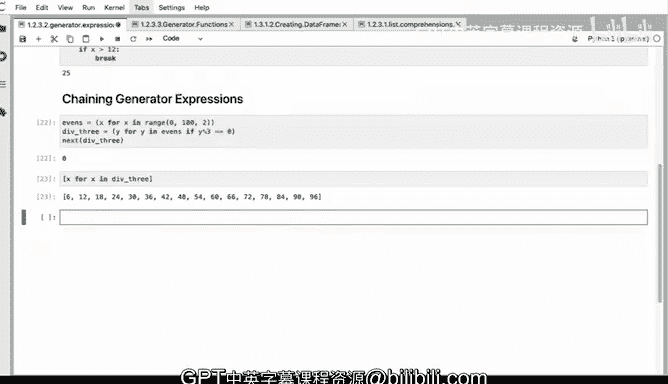 File Edit View Run Kernel Tabs Settings Help
1.2.3.2.generator.expression 1.2.3.3.Generator.Functions 1.3.1.2.Creating.DataFrames 1.2.3.1.list.comprehensions.
Code
if x > 12:
break
25
Chaining Generator Expressions
[22]: evens = (x for x in range(0, 100, 2))
div_three = (y for y in evens if y%3 == 0)
next(div_three)
[22]: 0
[23]: [x for x in div_three]
[23]: [6, 12, 18, 24, 30, 36, 42, 48, 54, 60, 66, 72, 78, 84, 90, 96]
[ ]:
GPT中英字幕课程资源@bilibili.com